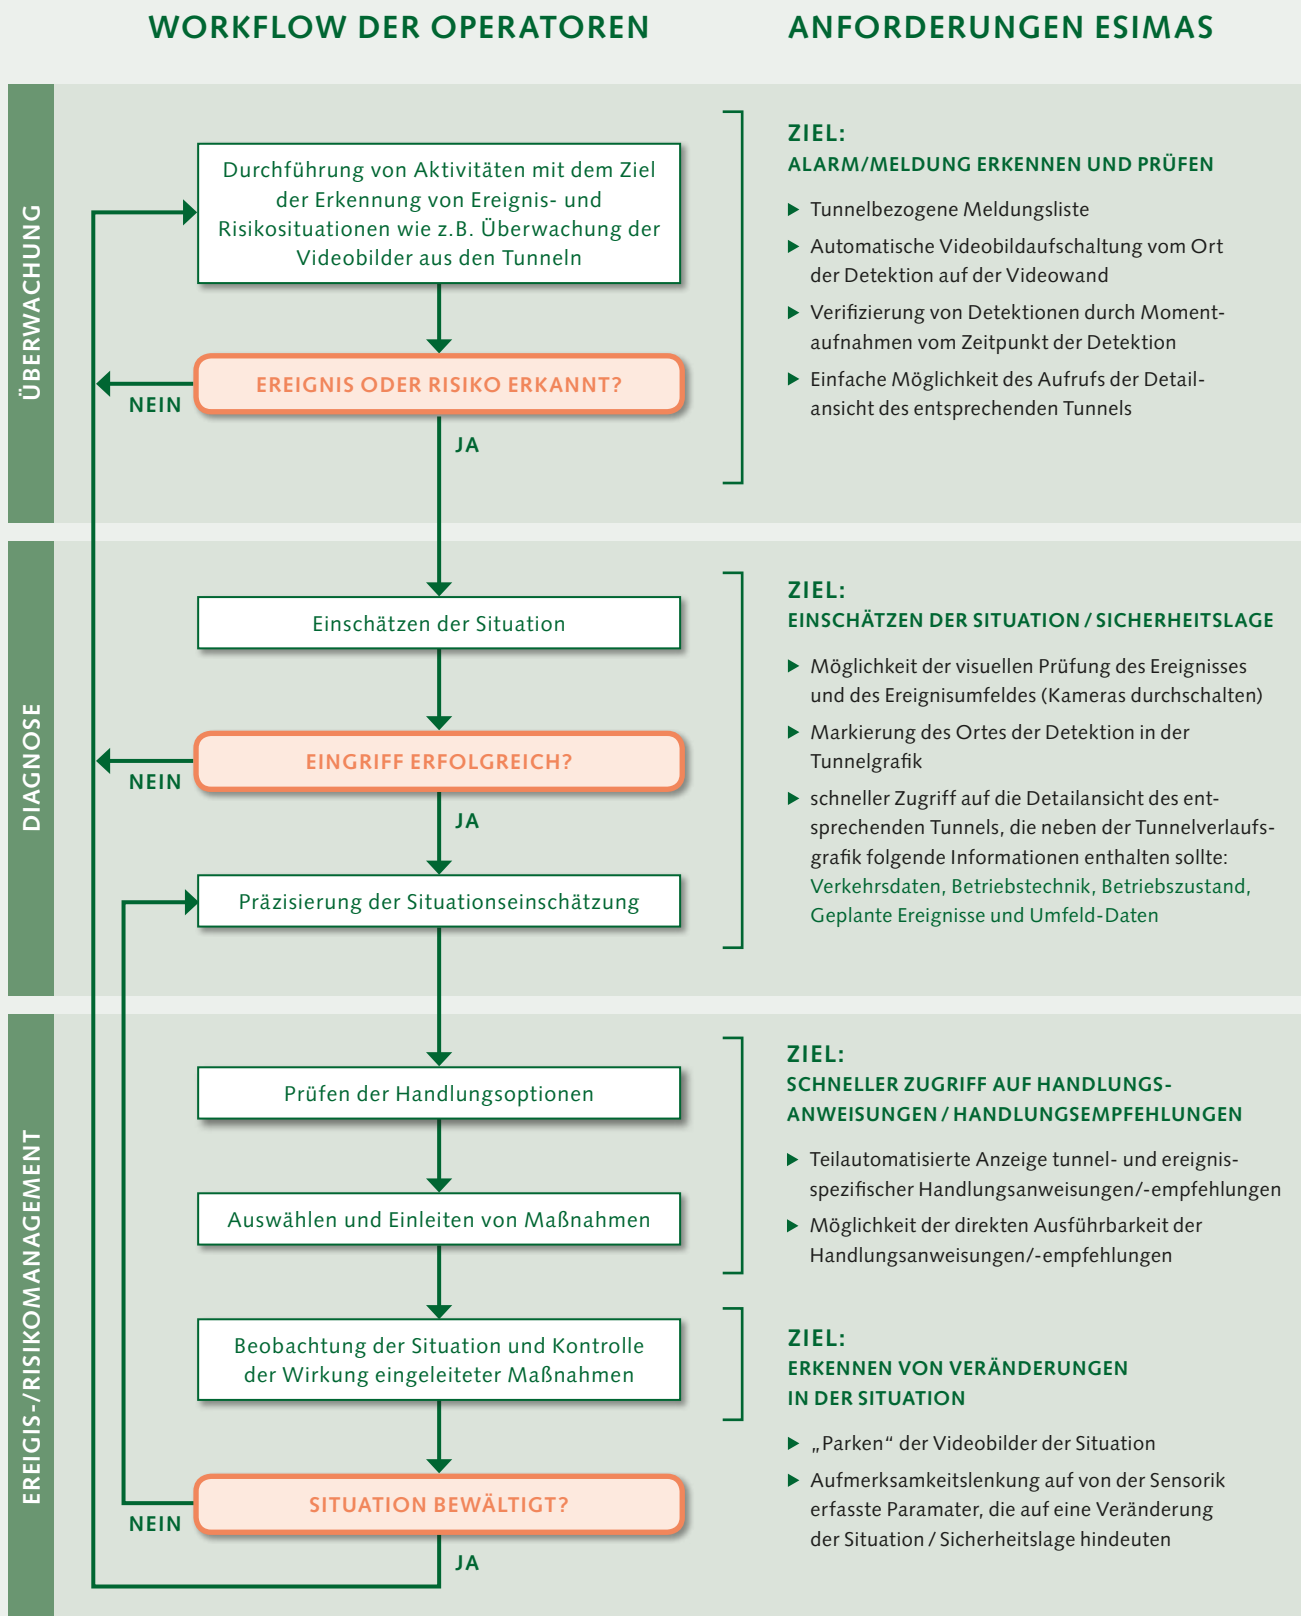 WORKFLOW DER OPERATOREN
ANFORDERUNGEN ESIMAS
ÜBERWACHUNG
Durchführung von Aktivitäten mit dem Ziel
der Erkennung von Ereignis- und
Risikosituationen wie z.B. Überwachung der
Videobilder aus den Tunneln
EREIGNIS ODER RISIKO ERKANNT?
NEIN
JA
ZIEL:
ALARM/MELDUNG ERKENNEN UND PRÜFEN
▶ Tunnelbezogene Meldungsliste
▶ Automatische Videobildaufschaltung vom Ort
der Detektion auf der Videowand
▶ Verifizierung von Detektionen durch Moment-
aufnahmen vom Zeitpunkt der Detektion
▶ Einfache Möglichkeit des Aufrufs der Detail-
ansicht des entsprechenden Tunnels
DIAGNOSE
Einschätzen der Situation
EINGRIFF ERFOLGREICH?
NEIN
JA
Präzisierung der Situationseinschätzung
ZIEL:
EINSCHÄTZEN DER SITUATION / SICHERHEITSLAGE
▶ Möglichkeit der visuellen Prüfung des Ereignisses
und des Ereignisumfeldes (Kameras durchschalten)
▶ Markierung des Ortes der Detektion in der
Tunnelgrafik
▶ schneller Zugriff auf die Detailansicht des ent-
sprechenden Tunnels, die neben der Tunnelverlaufs-
grafik folgende Informationen enthalten sollte:
Verkehrsdaten, Betriebstechnik, Betriebszustand,
Geplante Ereignisse und Umfeld-Daten
EREIGIS-/RISIKOMANAGEMENT
Prüfen der Handlungsoptionen
Auswählen und Einleiten von Maßnahmen
Beobachtung der Situation und Kontrolle
der Wirkung eingeleiteter Maßnahmen
SITUATION BEWÄLTIGT?
NEIN
JA
ZIEL:
SCHNELLER ZUGRIFF AUF HANDLUNGS-
ANWEISUNGEN / HANDLUNGSEMPFEHLUNGEN
▶ Teilautomatisierte Anzeige tunnel- und ereignis-
spezifischer Handlungsanweisungen/-empfehlungen
▶ Möglichkeit der direkten Ausführbarkeit der
Handlungsanweisungen/-empfehlungen
ZIEL:
ERKENNEN VON VERÄNDERUNGEN
IN DER SITUATION
▶ „Parken“ der Videobilder der Situation
▶ Aufmerksamkeitslenkung auf von der Sensorik
erfasste Paramater, die auf eine Veränderung
der Situation / Sicherheitslage hindeuten